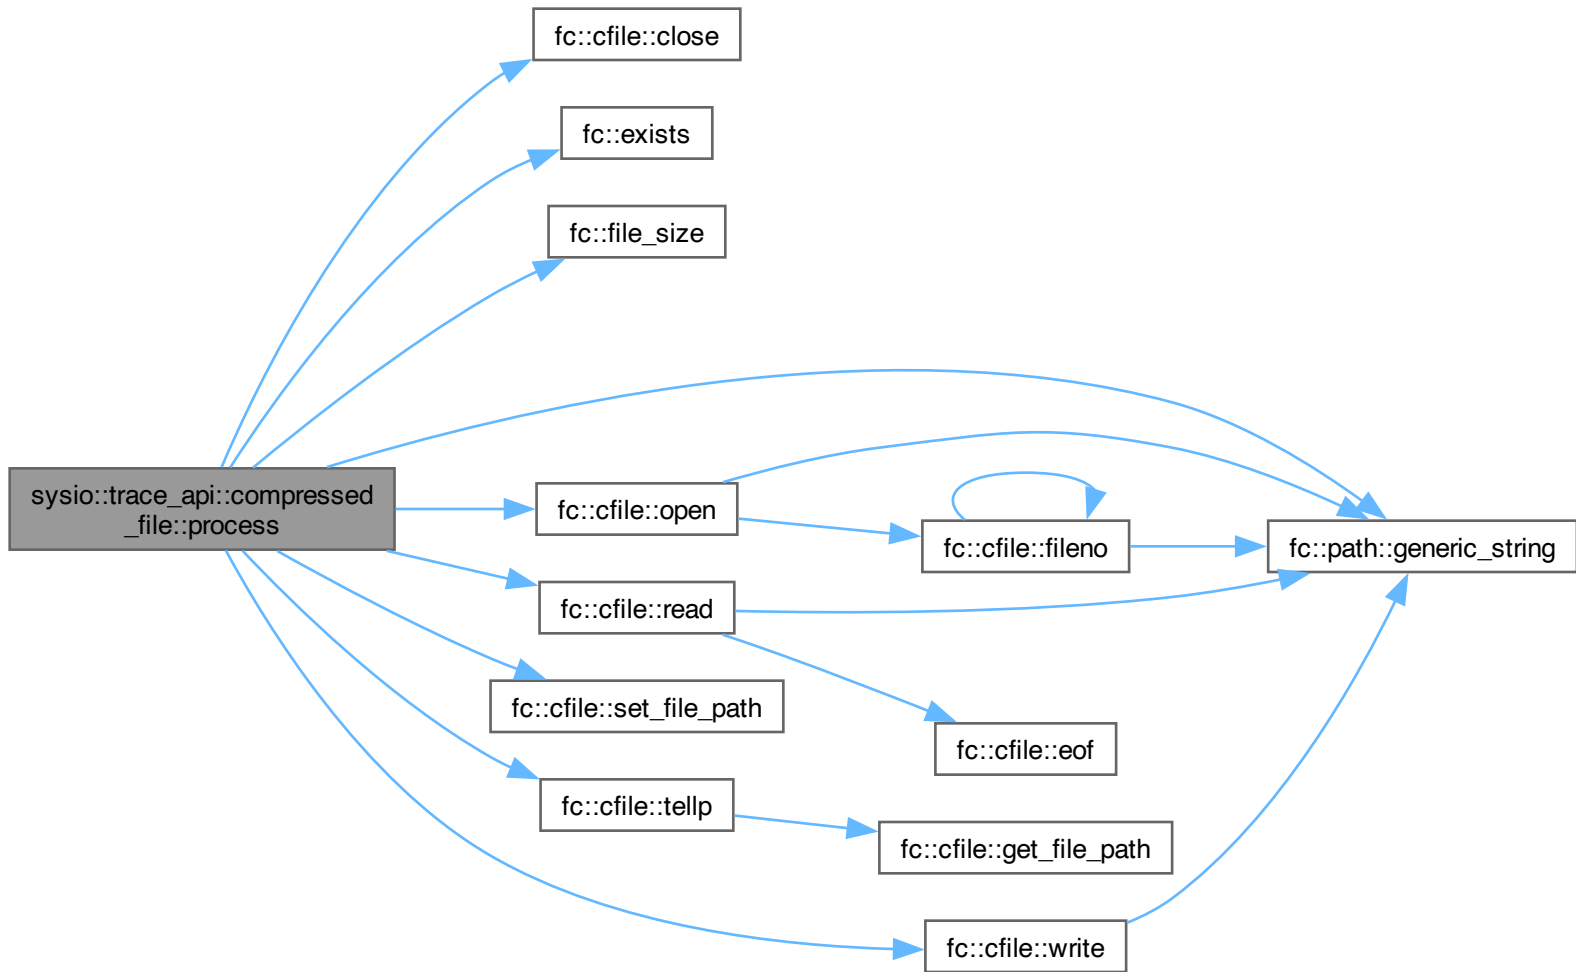 fc::cfile::close
fc::exists
fc::file_size
sysio::trace_api::compressed
_file::process
fc::cfile::open
fc::cfile::fileno
fc::path::generic_string
fc::cfile::read
fc::cfile::set_file_path
fc::cfile::eof
fc::cfile::tellp
fc::cfile::get_file_path
fc::cfile::write